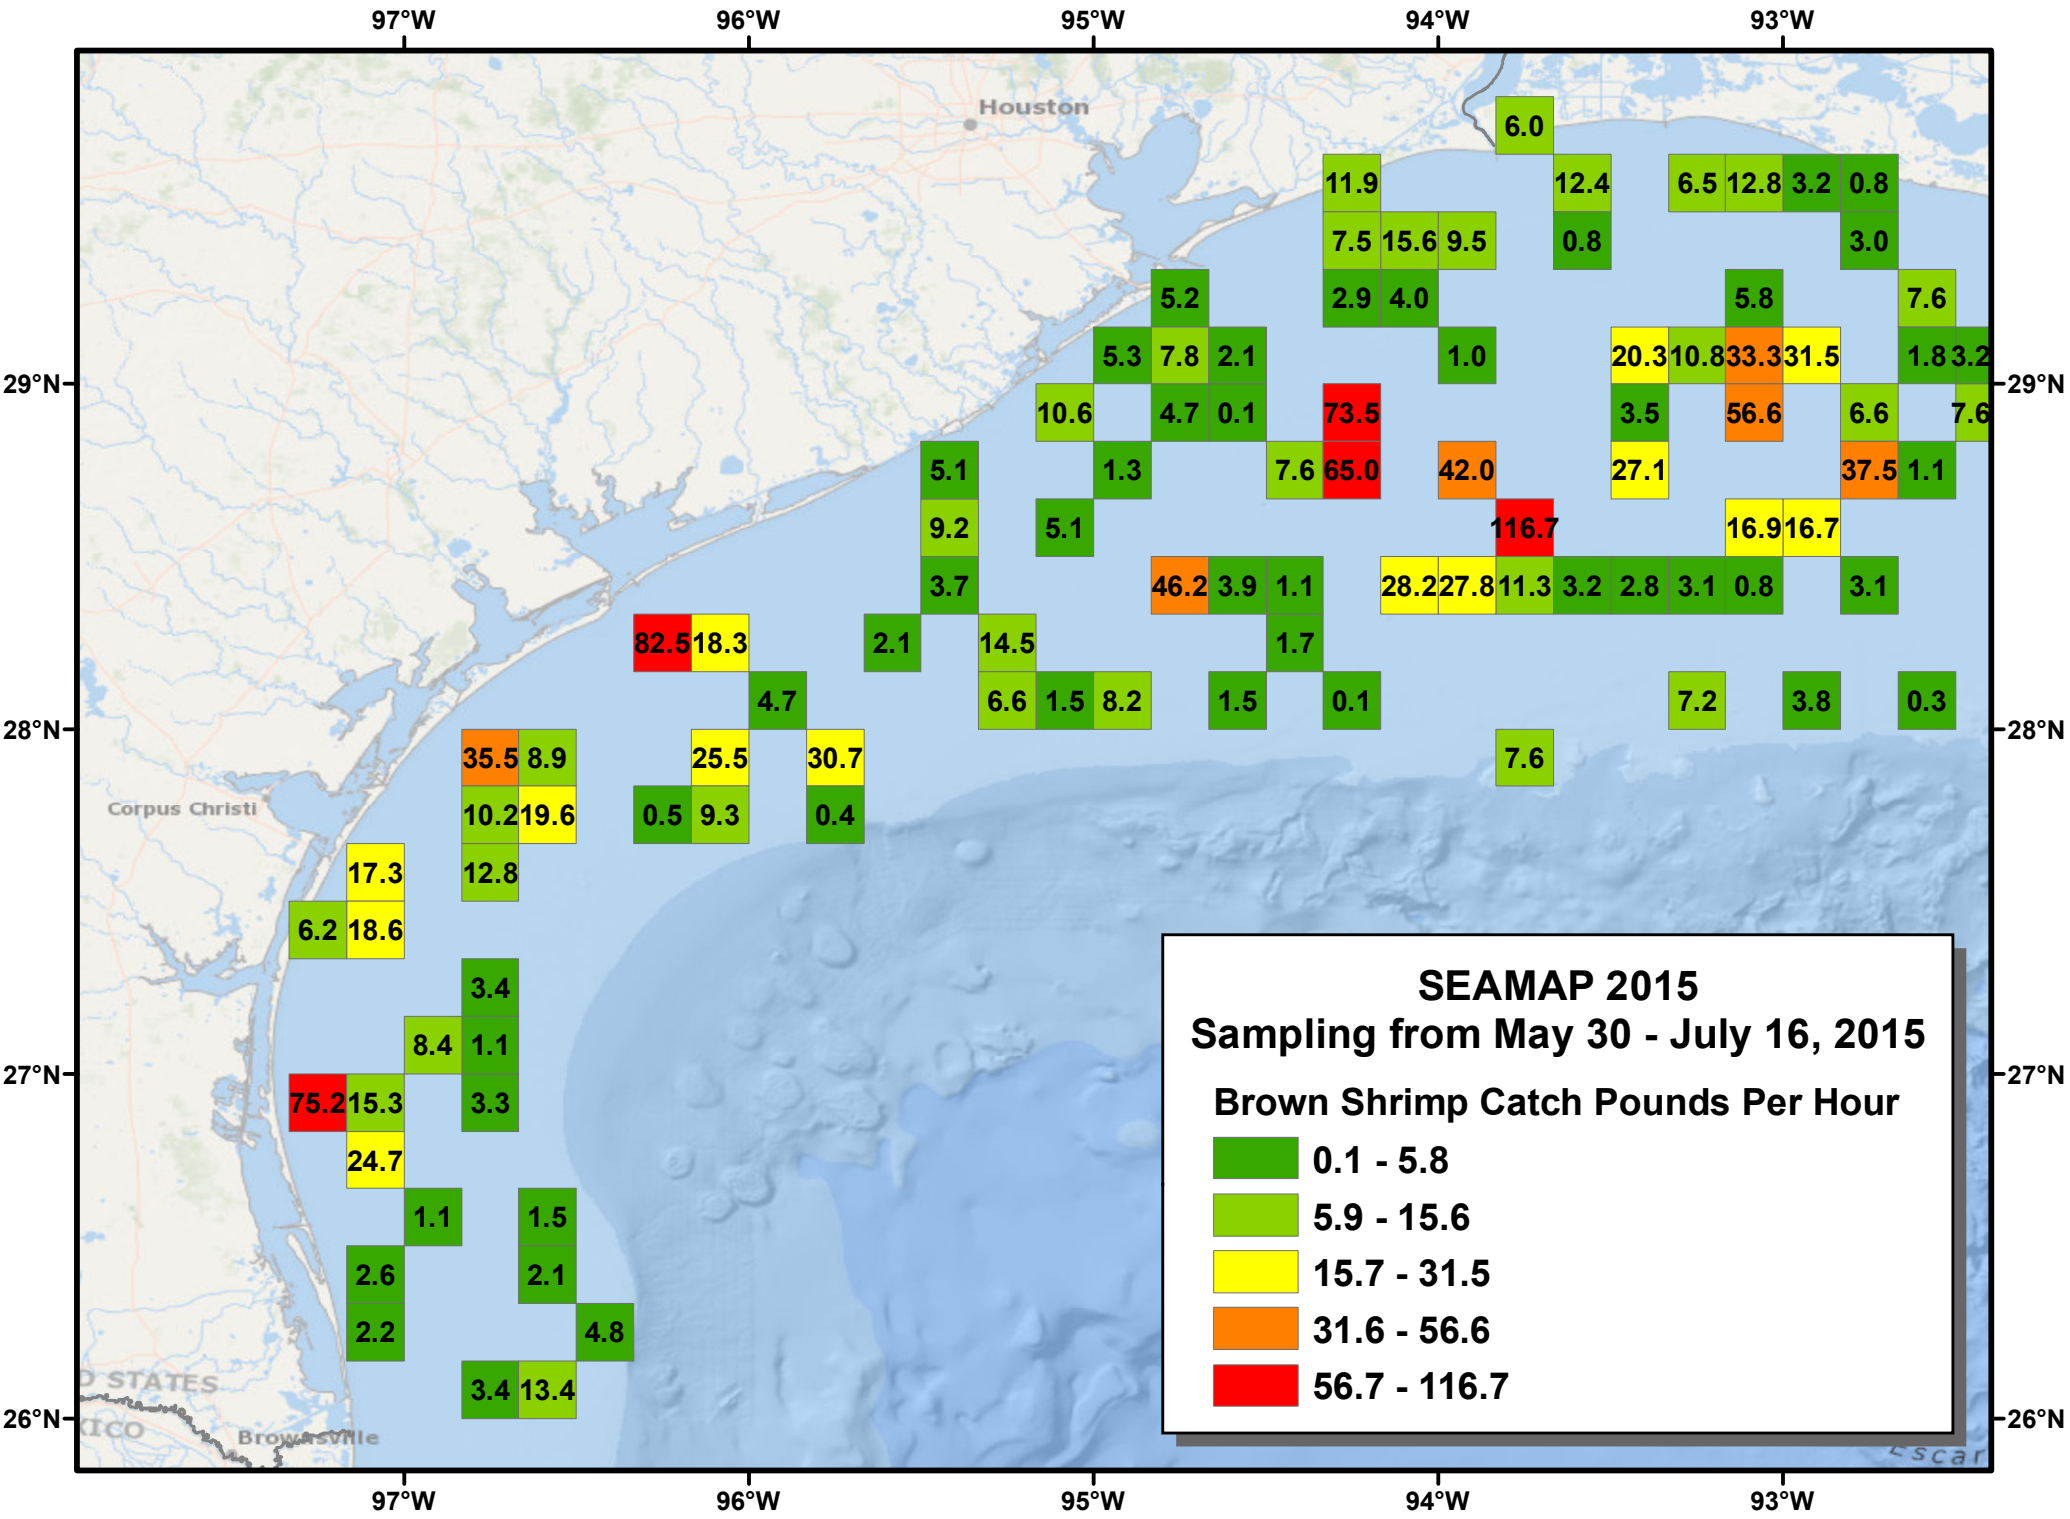 97°W 96°W 95°W 94°W 93°W
Houston
6.0
11.9 12.4 6.5 12.8 3.2 0.8
7.5 15.6 9.5 0.8 3.0
5.2 2.9 4.0 5.8 7.6
5.3 7.8 2.1 1.0 20.3 10.8 33.3 31.5 1.8 3.2
29°N 29°N
10.6 4.7 0.1 73.5 3.5 56.6 6.6 7.6
5.1 1.3 7.6 65.0 42.0 27.1 37.5 1.1
9.2 5.1 116.7 16.9 16.7
3.7 46.2 3.9 1.1 28.2 27.8 11.3 3.2 2.8 3.1 0.8 3.1
82.5 18.3 2.1 14.5 1.7
4.7 6.6 1.5 8.2 1.5 0.1 7.2 3.8 0.3
28°N 28°N
35.5 8.9 25.5 30.7 7.6
Corpus Christi
10.2 19.6 0.5 9.3 0.4
17.3 12.8
6.2 18.6
3.4
8.4 1.1
27°N 27°N
75.2 15.3 3.3
24.7
1.1 1.5
2.6 2.1
2.2 4.8
3.4 13.4
26°N 26°N
D STATES
XICO
Brownsville
SEAMAP 2015
Sampling from May 30 - July 16, 2015
Brown Shrimp Catch Pounds Per Hour
0.1 - 5.8
5.9 - 15.6
15.7 - 31.5
31.6 - 56.6
56.7 - 116.7
Escar
97°W 96°W 95°W 94°W 93°W